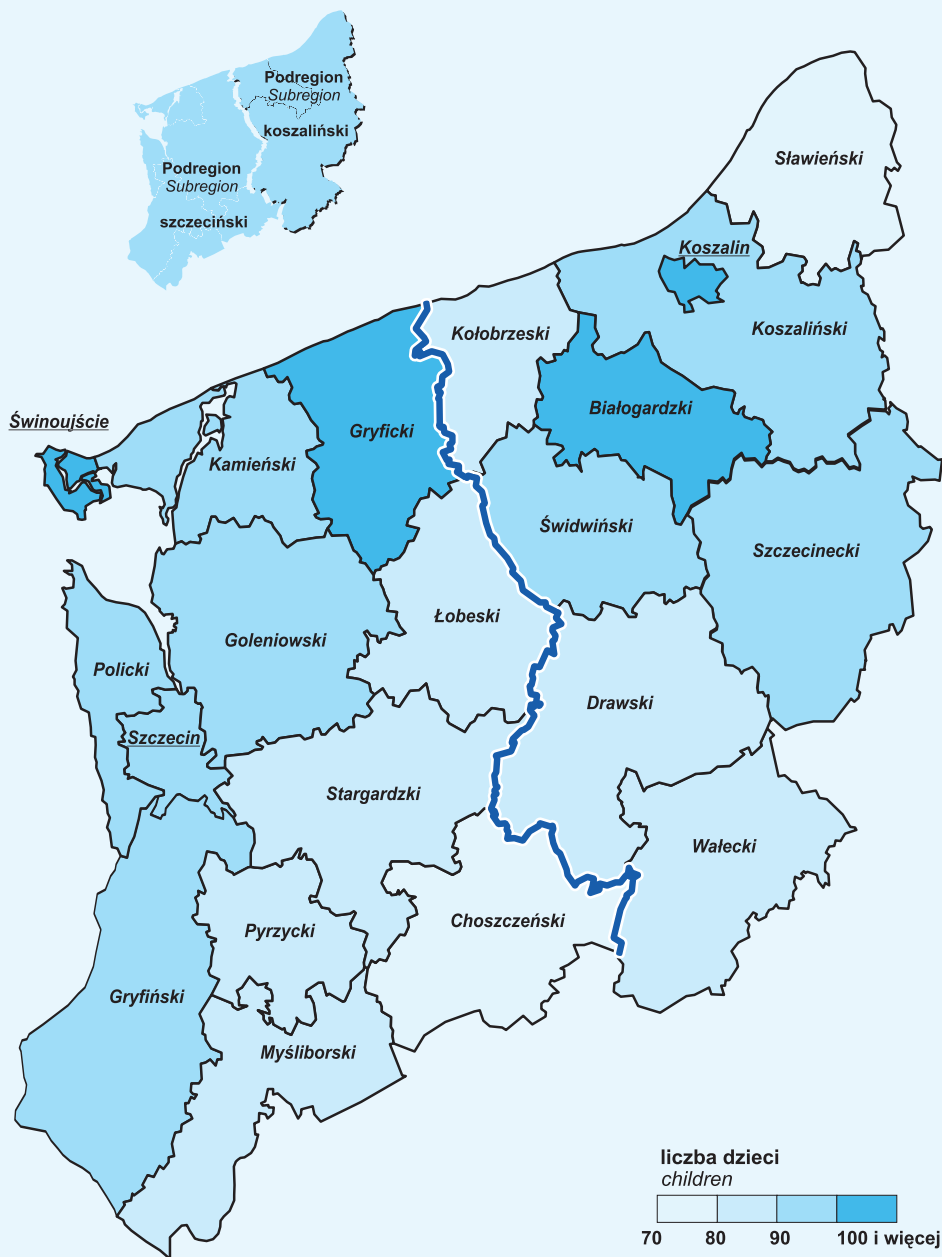 Podregion
Subregion
koszaliński
Podregion
Subregion
szczeciński
Sławieński
Koszalin
Koszaliński
Kołobrzeski
Białogardzki
Świnoujście
Gryficki
Kamieński
Świdwiński
Szczecinecki
Łobeski
Goleniowski
Policki
Drawski
Szczecin
Stargardzki
Wałecki
Choszczeński
Pyrzycki
Gryfiński
Myśliborski
liczba dzieci
children
70 80 90 100 i więcej